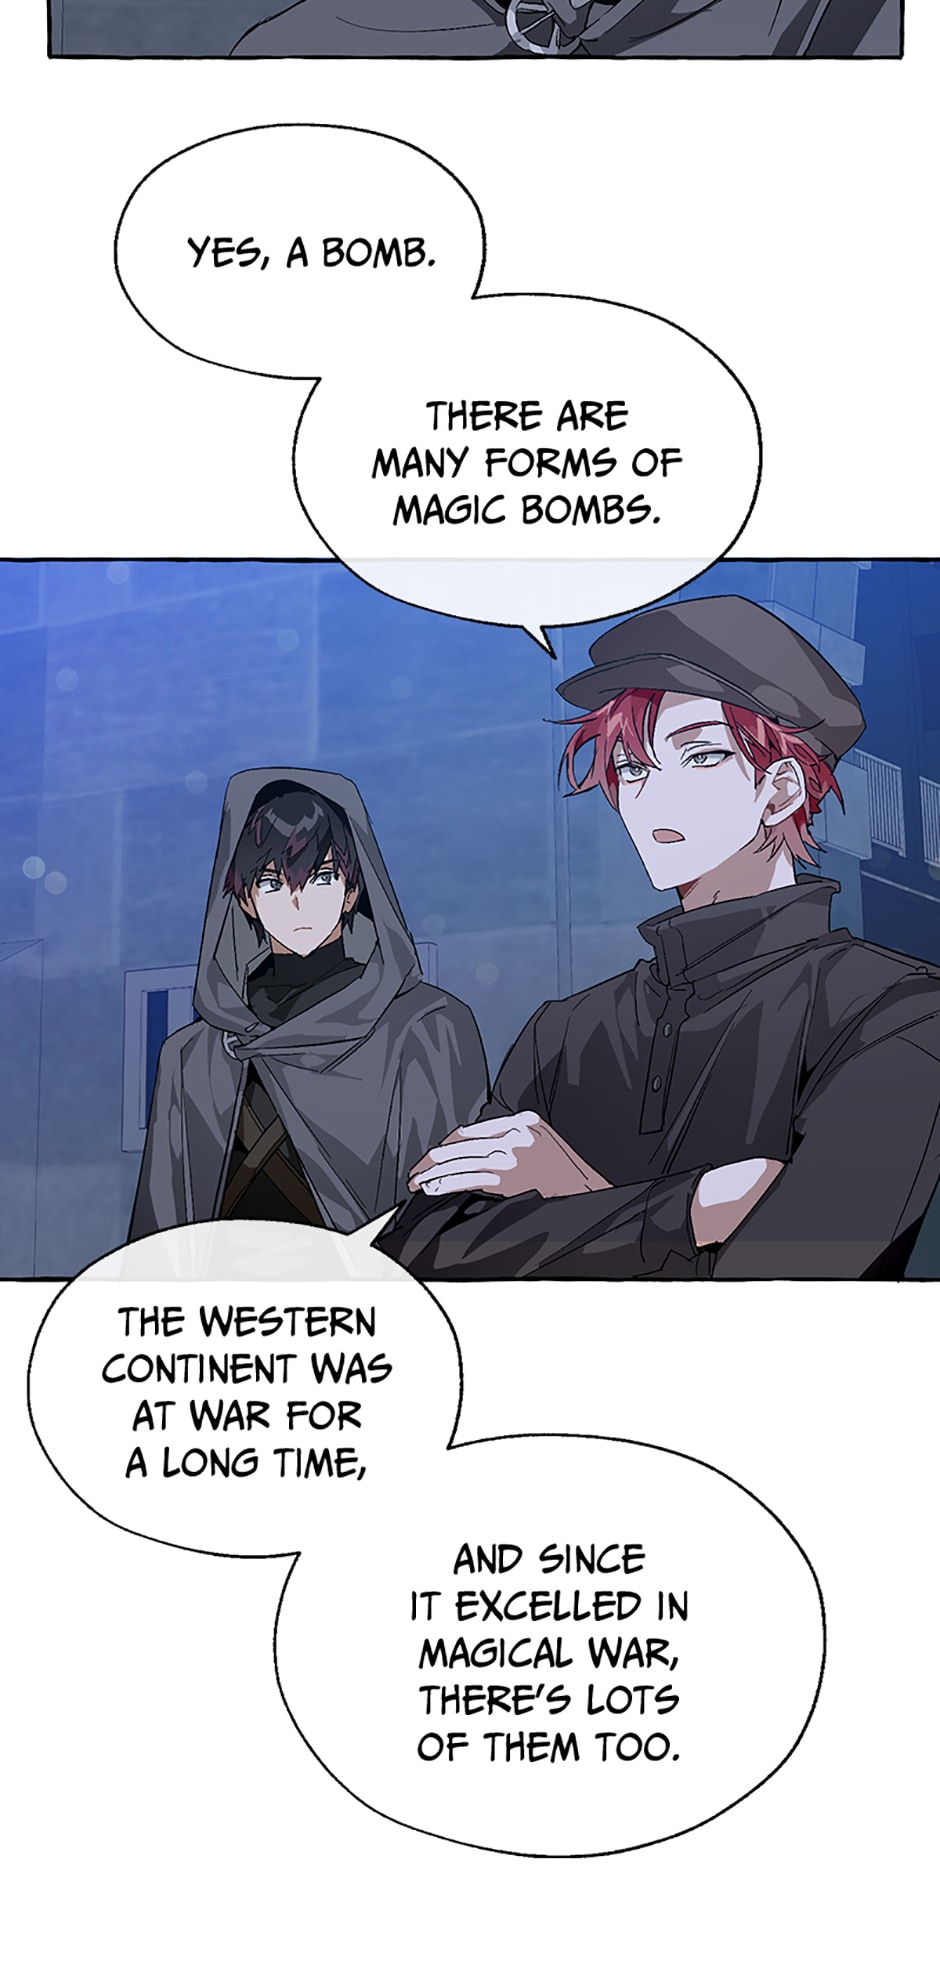 YES, A BOMB.
THERE ARE
MANY FORMS OF
MAGIC BOMBS.
THE WESTERN
CONTINENT WAS
AT WAR FOR
A LONG TIME,
AND SINCE
IT EXCELLED IN
MAGICAL WAR,
THERE'S LOTS
OF THEM TOO.